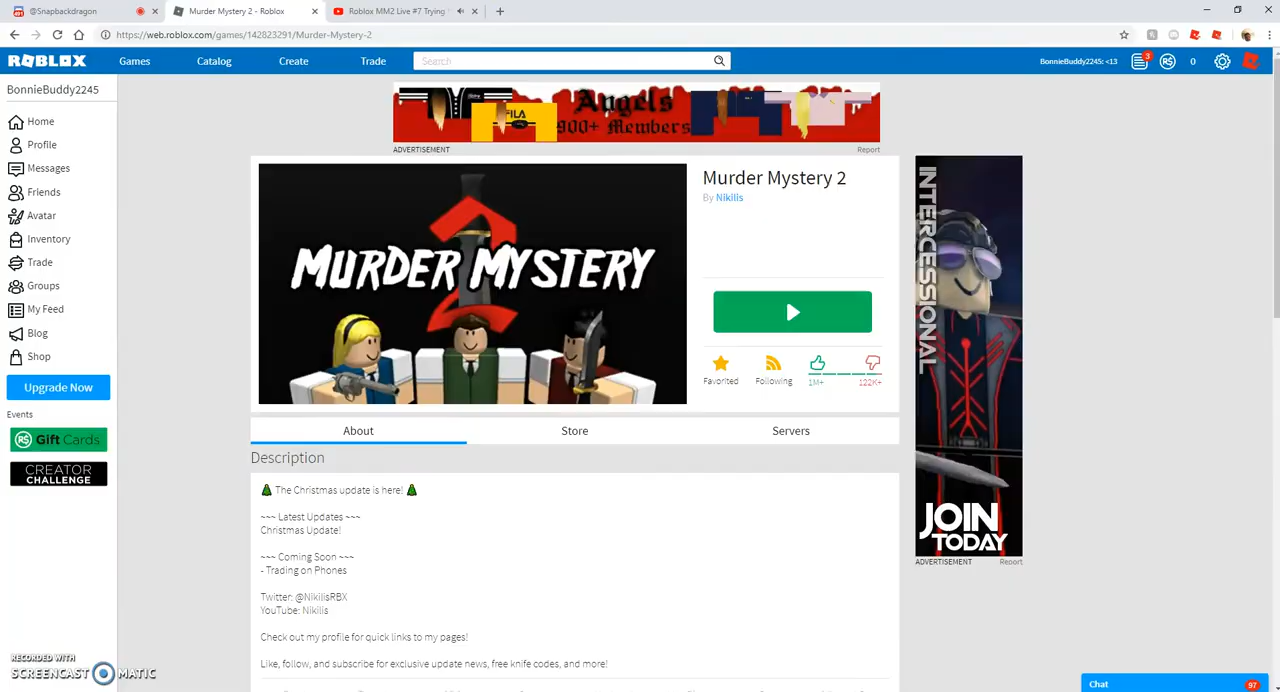 @Snapbackdragon
Murder Mystery 2 - Roblox
Roblox MM2 Live #7 Trying
https://web.roblox.com/games/142823291/Murder-Mystery-2
ROBLOX
Games
Catalog
Create
Trade
Search
BonnieBuddy2245: <13
3
0
BonnieBuddy2245
Home
Profile
Messages
Friends
Avatar
Inventory
Trade
Groups
My Feed
Blog
Shop
Upgrade Now
Events
Gift Cards
CREATOR
CHALLENGE
Angels
900+ Members
FILA
ADVERTISEMENT
Report
MURDER MYSTERY
2
Murder Mystery 2
By Nikilis
Favorited
Following
1M+
122K+
About
Store
Servers
Description
The Christmas update is here!
~~~ Latest Updates ~~~
Christmas Update!
~~~ Coming Soon ~~~
- Trading on Phones
Twitter: @NikilisRBX
YouTube: Nikilis
Check out my profile for quick links to my pages!
Like, follow, and subscribe for exclusive update news, free knife codes, and more!
INTERCESSIONAL
JOIN
TODAY
ADVERTISEMENT
Report
RECORDED WITH
SCREENCAST MATIC
Chat
97